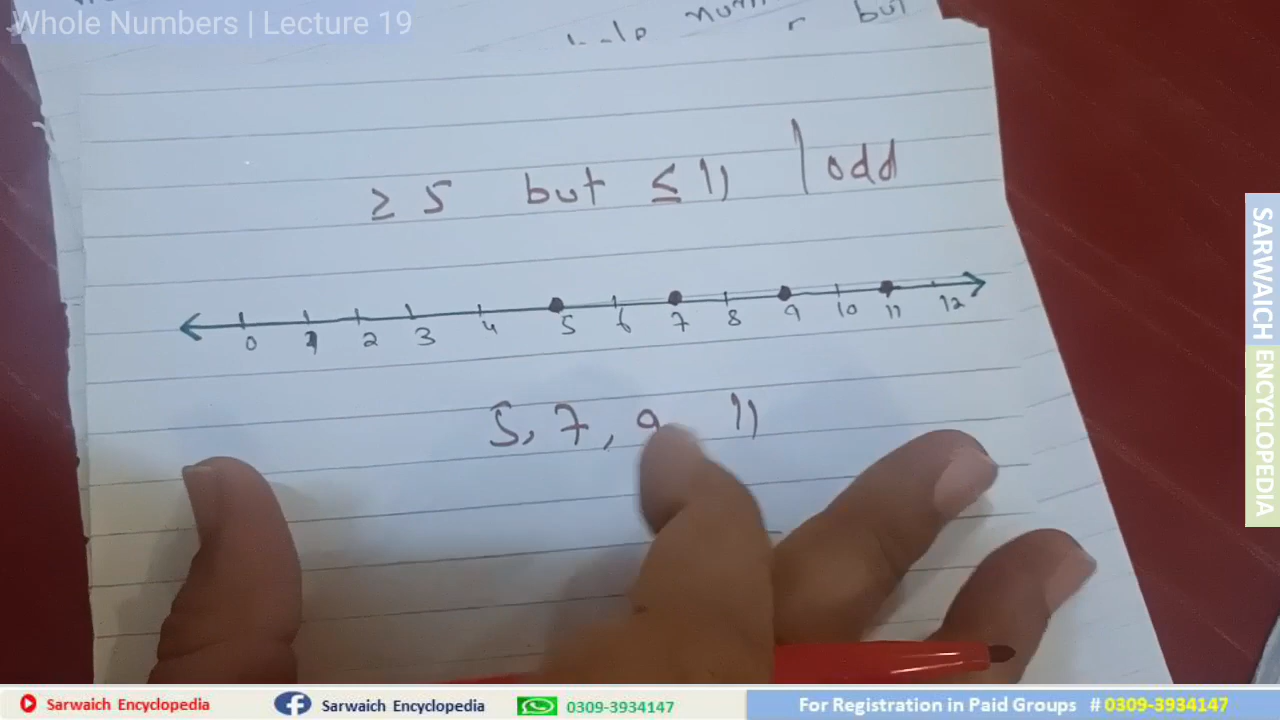 Whole Numbers | Lecture 19
but
≥ 5 but ≤ 11 | odd
0 1 2 3 4 5 6 7 8 9 10 11 12
5, 7, 9 11
SARWAICH ENCYCLOPEDIA
Sarwaich Encyclopedia Sarwaich Encyclopedia 0309-3934147 For Registration in Paid Groups # 0309-3934147